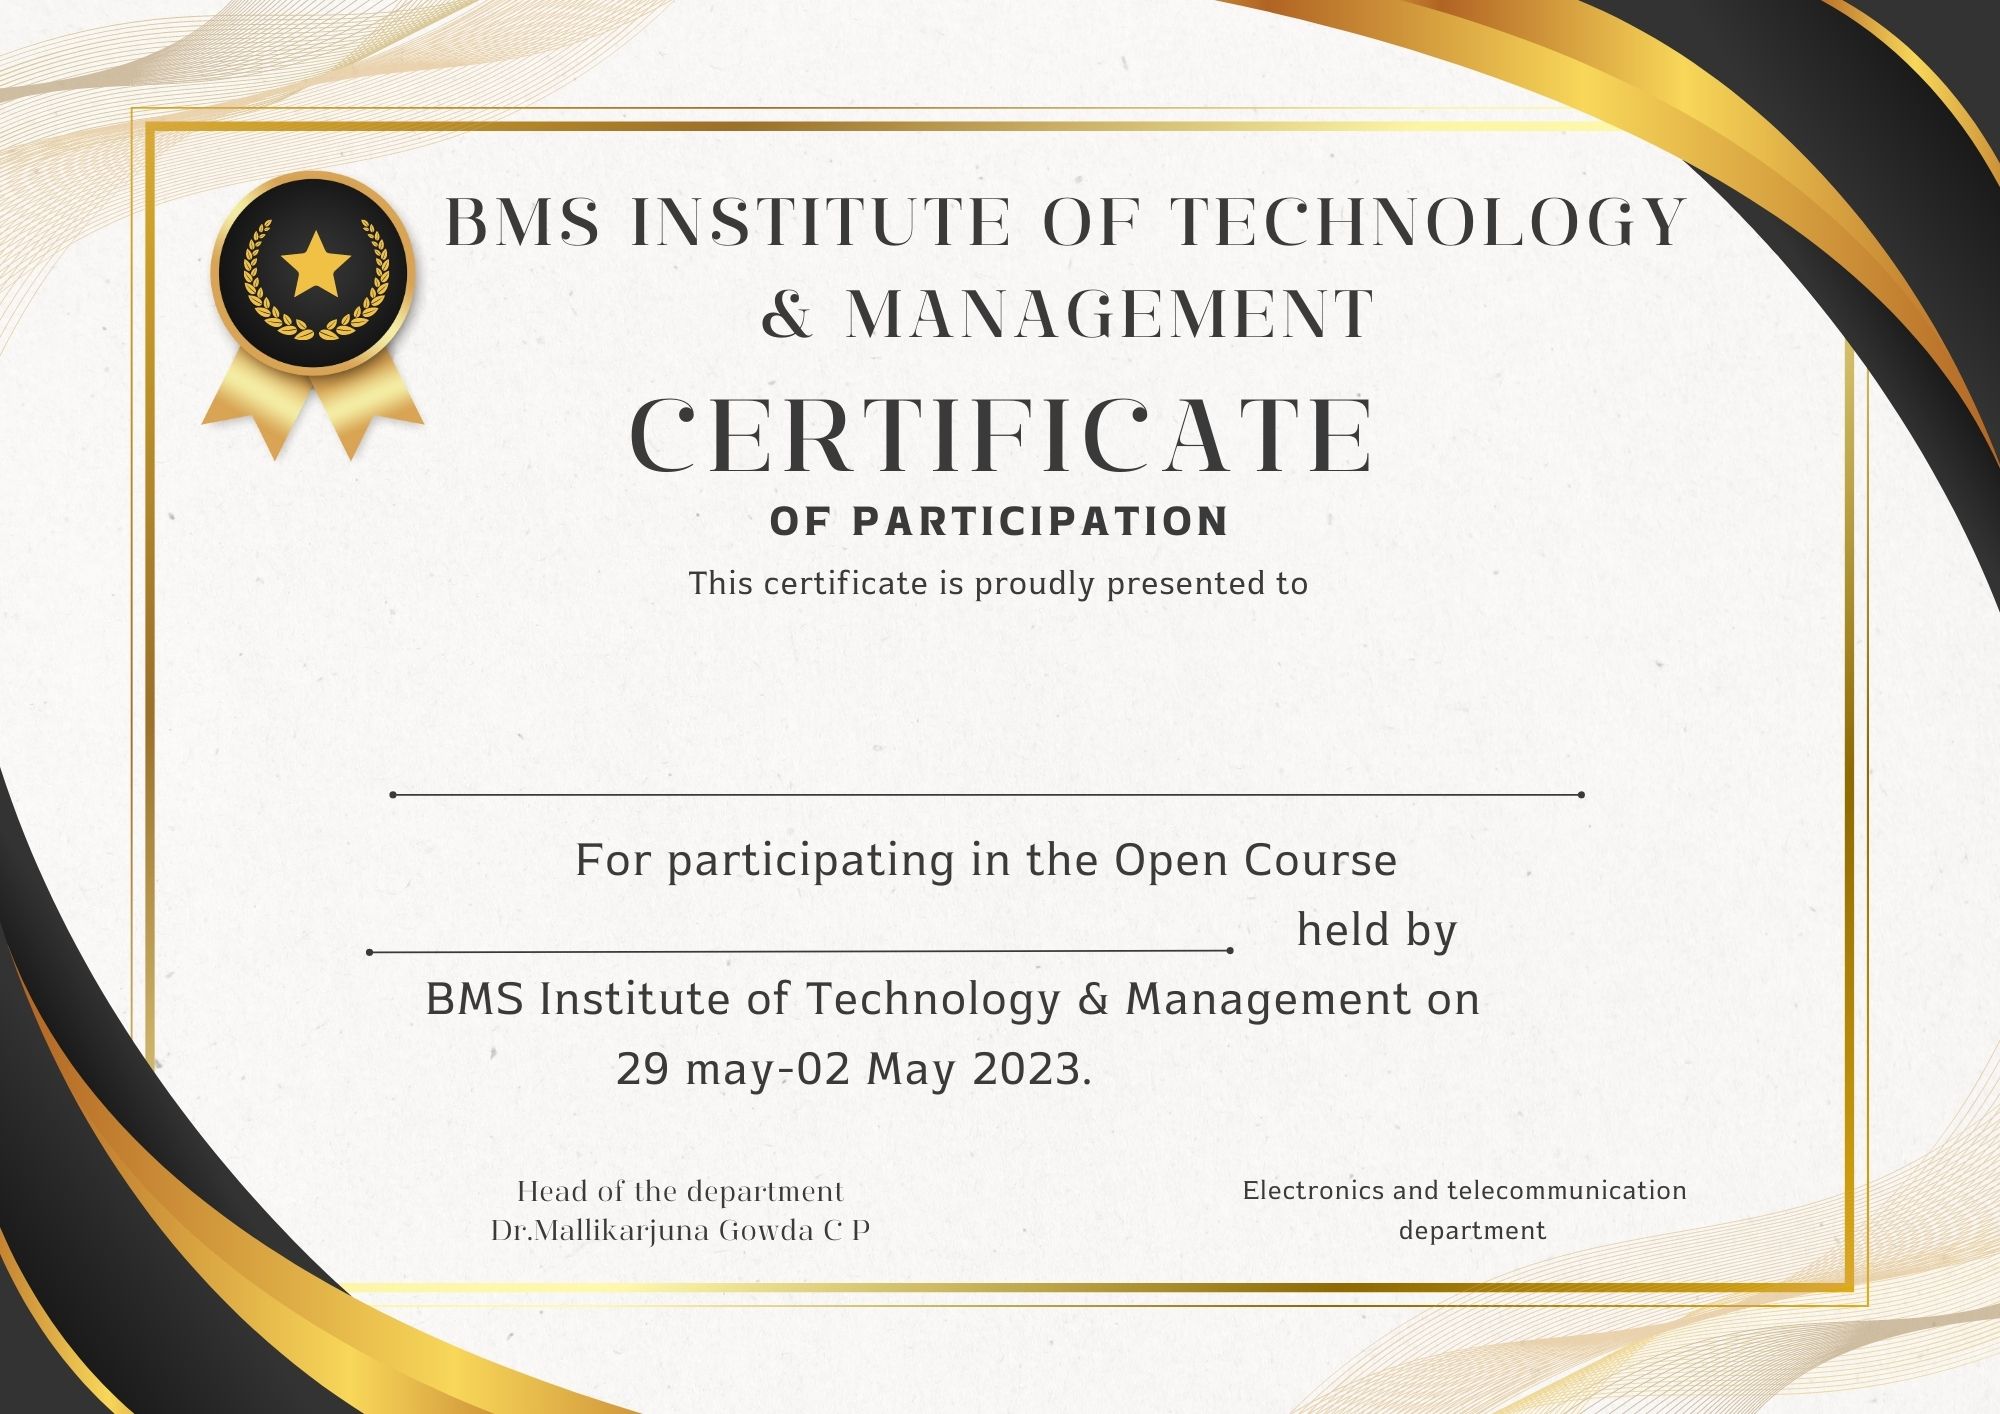 BMS INSTITUTE OF TECHNOLOGY
& MANAGEMENT
CERTIFICATE
OF PARTICIPATION
This certificate is proudly presented to
For participating in the Open Course
held by
BMS Institute of Technology & Management on
29 may-02 May 2023.
Head of the department
Dr.Mallikarjuna Gowda C P
Electronics and telecommunication
department